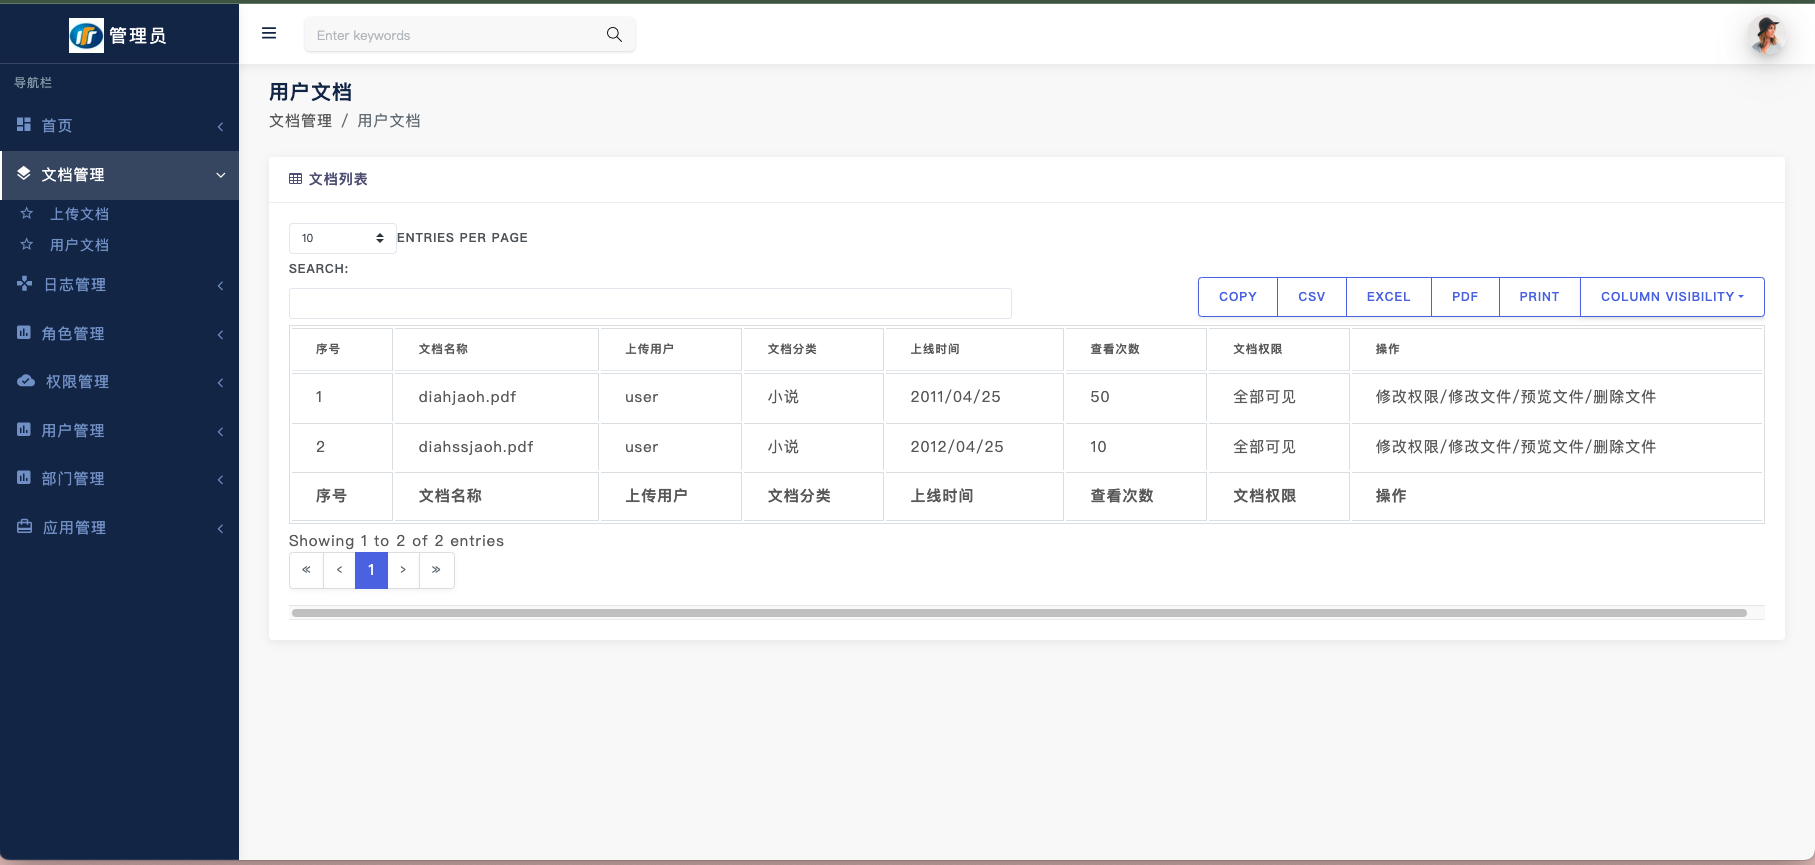 管理员
Enter keywords
导航栏
首页
文档管理
上传文档
用户文档
日志管理
角色管理
权限管理
用户管理
部门管理
应用管理
用户文档
文档管理 / 用户文档
文档列表
10 ENTRIES PER PAGE
SEARCH:
COPY CSV EXCEL PDF PRINT COLUMN VISIBILITY
序号 文档名称 上传用户 文档分类 上线时间 查看次数 文档权限 操作
1 diahjaoh.pdf user 小说 2011/04/25 50 全部可见 修改权限/修改文件/预览文件/删除文件
2 diahssjaoh.pdf user 小说 2012/04/25 10 全部可见 修改权限/修改文件/预览文件/删除文件
序号 文档名称 上传用户 文档分类 上线时间 查看次数 文档权限 操作
Showing 1 to 2 of 2 entries
« ‹ 1 › »